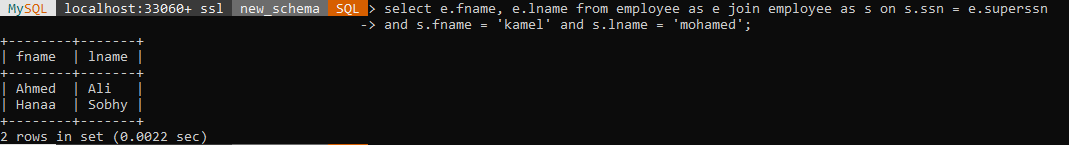 MySQL localhost:33060+ ssl new_schema SQL > select e.fname, e.lname from employee as e join employee as s on s.ssn = e.superssn
-> and s.fname = 'kamel' and s.lname = 'mohamed';
+--------+-------+
| fname  | lname |
+--------+-------+
| Ahmed  | Ali   |
| Hanaa  | Sobhy |
+--------+-------+
2 rows in set (0.0022 sec)